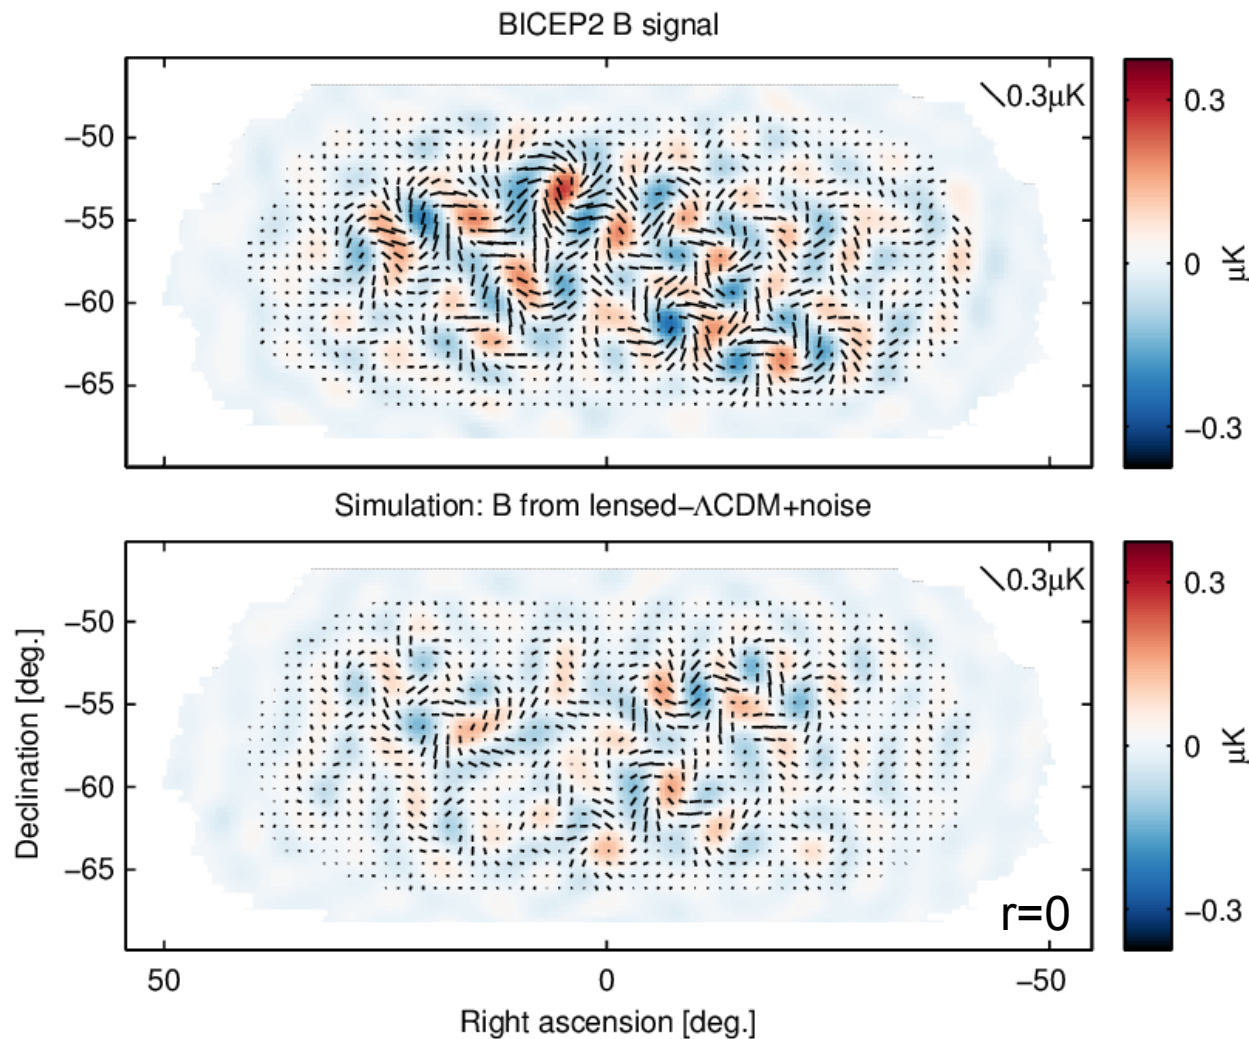 BICEP2 B signal
0.3μK
−50
−55
−60
−65
0.3
0
−0.3
μK
Simulation: B from lensed−ΛCDM+noise
0.3μK
−50
−55
−60
−65
Declination [deg.]
r=0
0.3
0
−0.3
μK
50
0
−50
Right ascension [deg.]